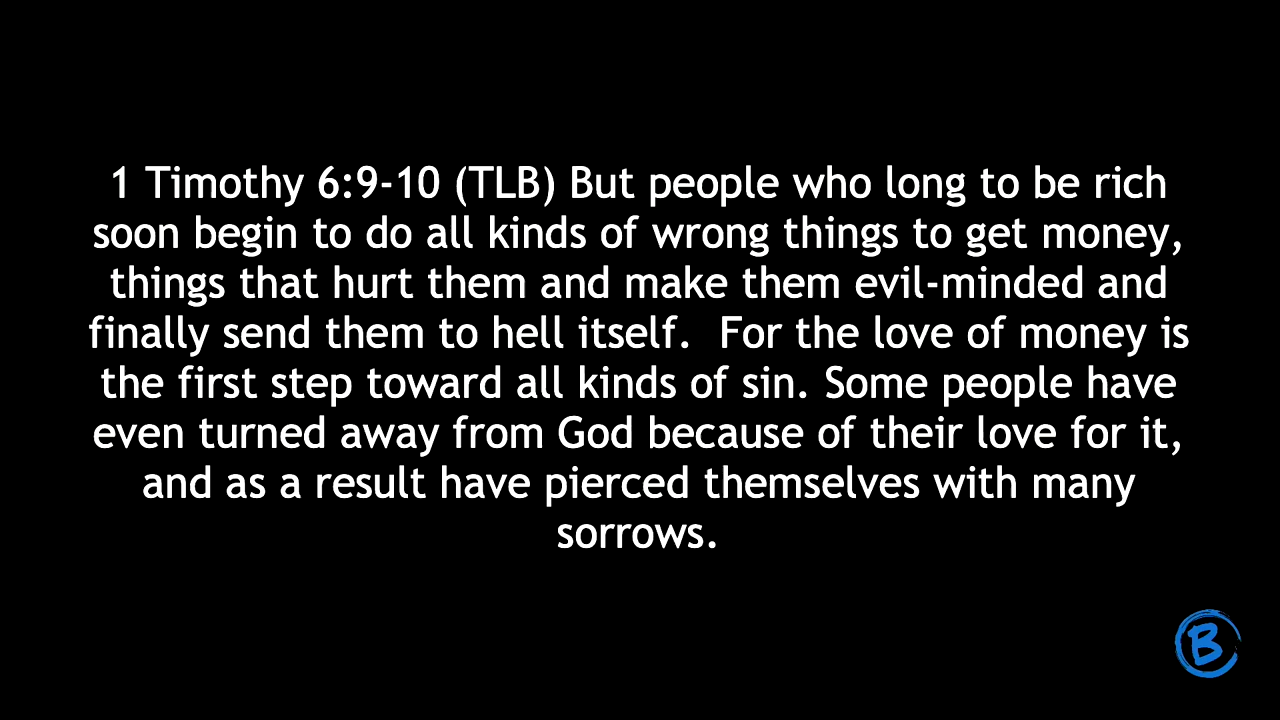 1 Timothy 6:9-10 (TLB) But people who long to be rich
soon begin to do all kinds of wrong things to get money,
things that hurt them and make them evil-minded and
finally send them to hell itself.  For the love of money is
the first step toward all kinds of sin. Some people have
even turned away from God because of their love for it,
and as a result have pierced themselves with many
sorrows.
B